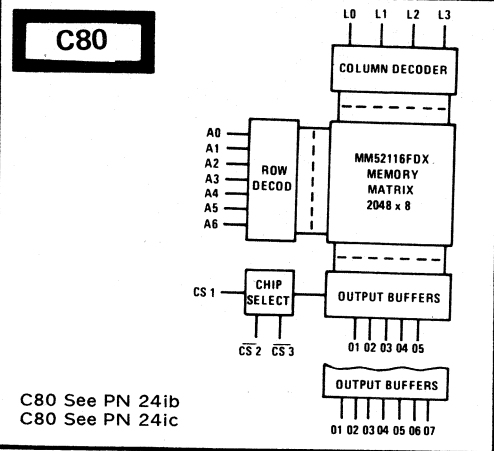 C80
L0 L1 L2 L3
COLUMN DECODER
A0
A1
A2
A3
A4
A5
A6
ROW
DECOD
MM52116FDX
MEMORY
MATRIX
2048 x 8
CS 1
CHIP
SELECT
CS 2 CS 3
OUTPUT BUFFERS
01 02 03 04 05
OUTPUT BUFFERS
01 02 03 04 05 06 07
C80 See PN 24ib
C80 See PN 24ic